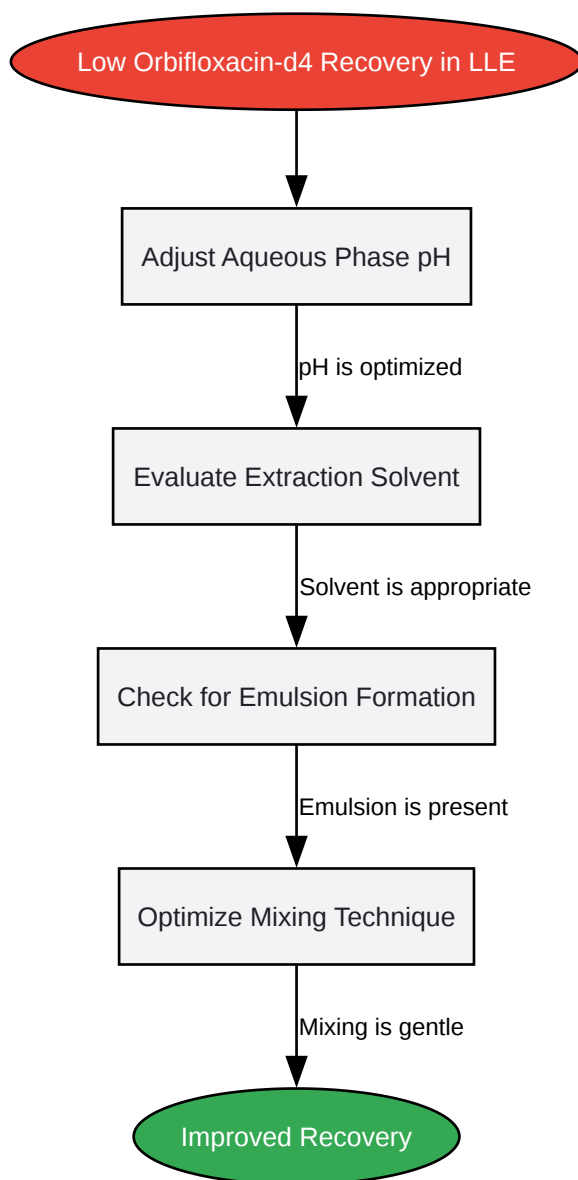 Low Orbifloxacin-d4 Recovery in LLE
Adjust Aqueous Phase pH
pH is optimized
Evaluate Extraction Solvent
Solvent is appropriate
Check for Emulsion Formation
Emulsion is present
Optimize Mixing Technique
Mixing is gentle
Improved Recovery